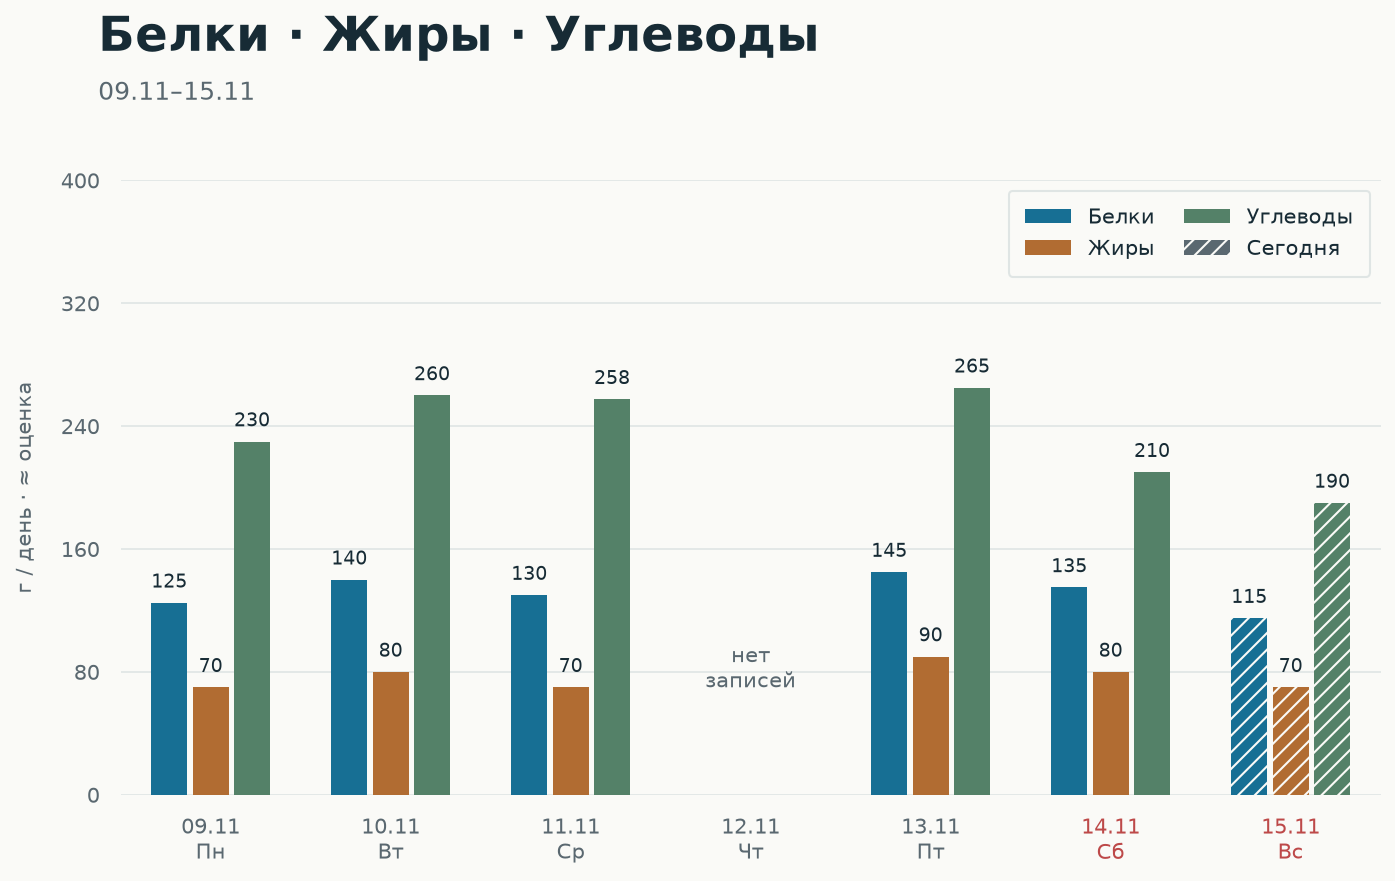 Белки · Жиры · Углеводы
09.11–15.11
400
320
240
160
80
0
г / день · ≈ оценка
Белки
Жиры
Углеводы
Сегодня
125
70
230
140
80
260
130
70
258
нет
записей
145
90
265
135
80
210
115
70
190
09.11
Пн
10.11
Вт
11.11
Ср
12.11
Чт
13.11
Пт
14.11
Сб
15.11
Вс